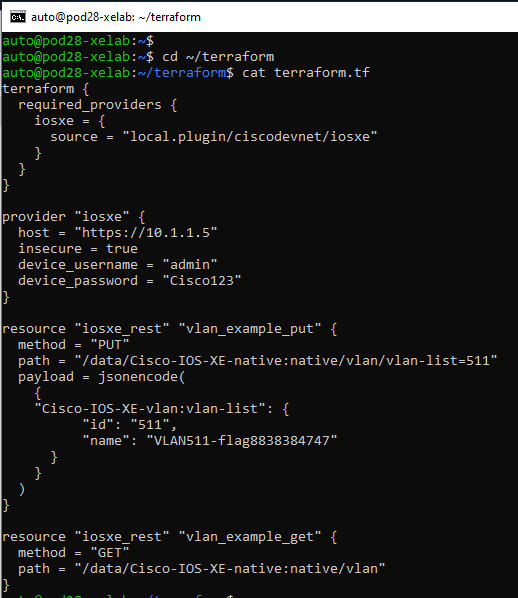 auto@pod28-xelab: ~/terraform
auto@pod28-xelab:~$
auto@pod28-xelab:~$ cd ~/terraform
auto@pod28-xelab:~/terraform$ cat terraform.tf
terraform {
  required_providers {
    iosxe = {
      source = "local.plugin/ciscodevnet/iosxe"
    }
  }
}

provider "iosxe" {
  host = "https://10.1.1.5"
  insecure = true
  device_username = "admin"
  device_password = "Cisco123"
}

resource "iosxe_rest" "vlan_example_put" {
  method = "PUT"
  path = "/data/Cisco-IOS-XE-native:native/vlan/vlan-list=511"
  payload = jsonencode(
    {
    "Cisco-IOS-XE-vlan:vlan-list": {
          "id": "511",
          "name": "VLAN511-flag8838384747"
      }
    }
  )
}

resource "iosxe_rest" "vlan_example_get" {
  method = "GET"
  path = "/data/Cisco-IOS-XE-native:native/vlan"
}
auto@pod28-xelab:~/terraform$